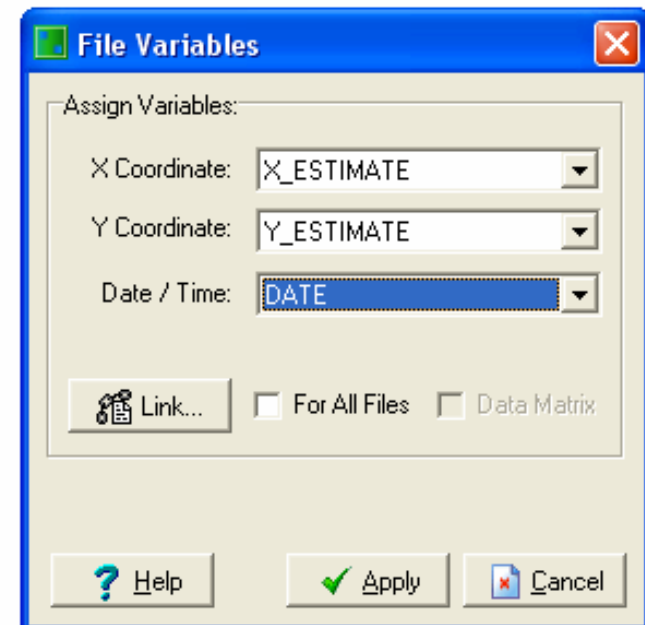 File Variables
Assign Variables:
X Coordinate: X_ESTIMATE
Y Coordinate: Y_ESTIMATE
Date / Time: DATE
Link... For All Files Data Matrix
Help Apply Cancel